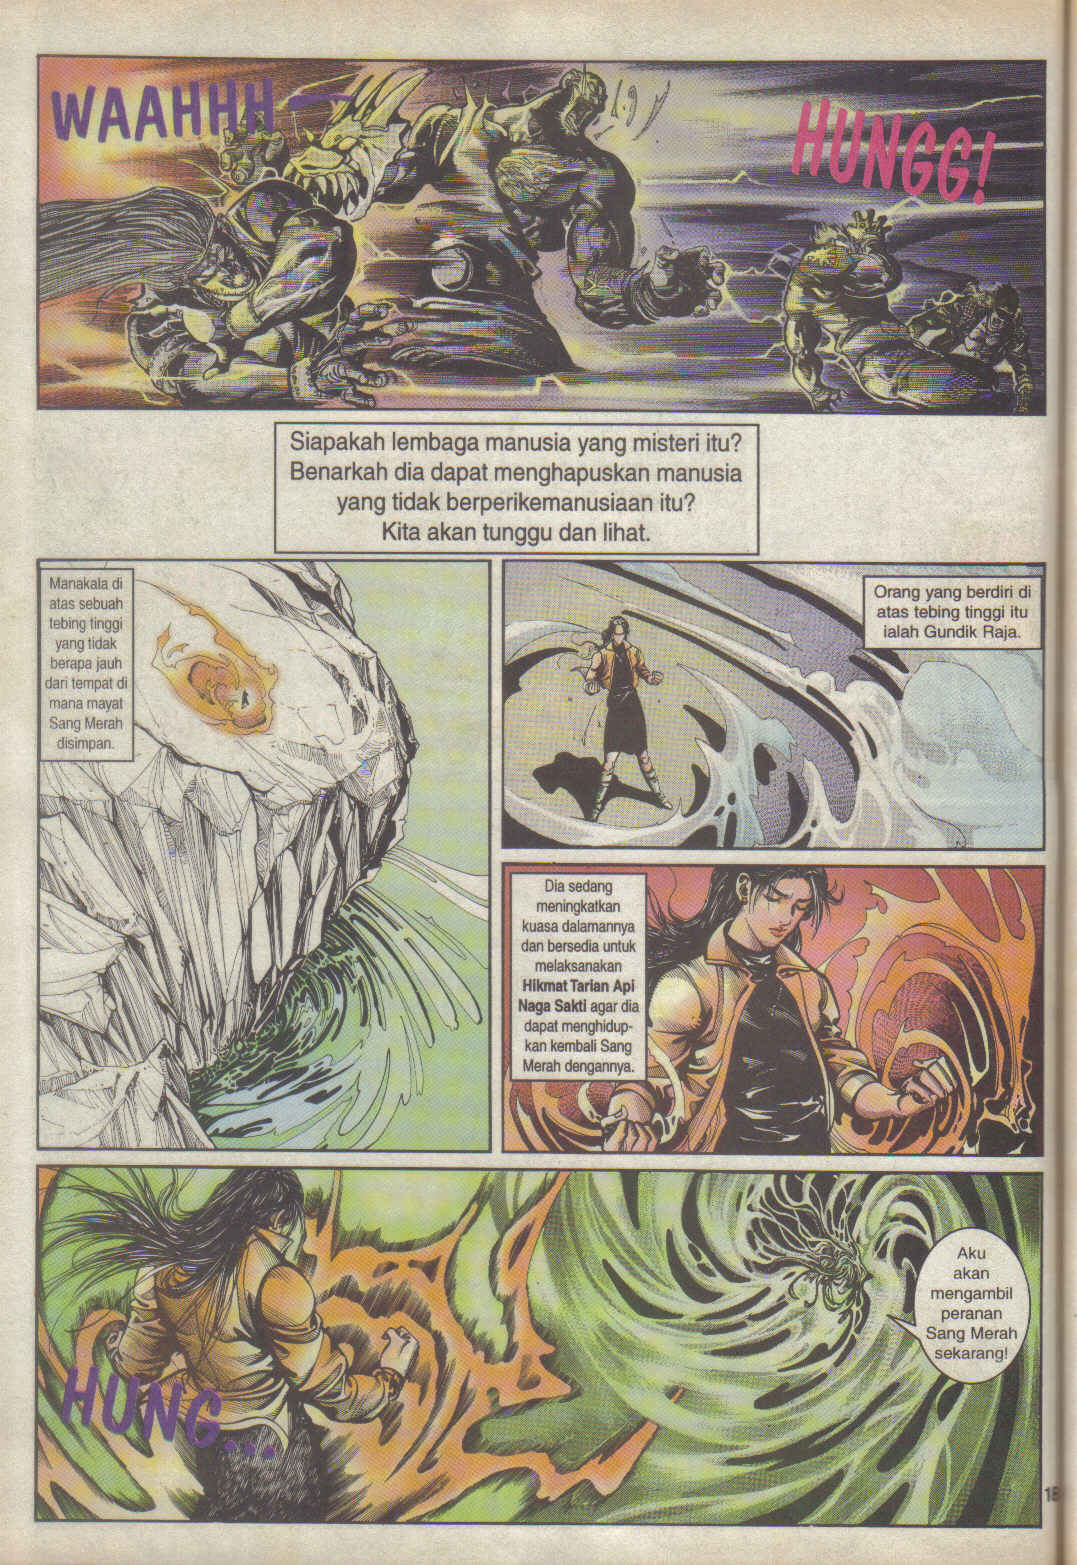 WAAHHH
HUNGG!
Siapakah lembaga manusia yang misteri itu?
Benarkah dia dapat menghapuskan manusia
yang tidak berperikemanusiaan itu?
Kita akan tunggu dan lihat.
Manakala di
atas sebuah
tebing tinggi
yang tidak
berapa jauh
dari tempat di
mana mayat
Sang Merah
disimpan.
Orang yang berdiri di
atas tebing tinggi itu
ialah Gundik Raja.
Dia sedang
meningkatkan
kuasa dalamannya
dan bersedia untuk
melaksanakan
Hikmat Tarian Api
Naga Sakti agar dia
dapat menghidup-
kan kembali Sang
Merah dengannya.
HUNG...
Aku
akan
mengambil
peranan
Sang Merah
sekarang!